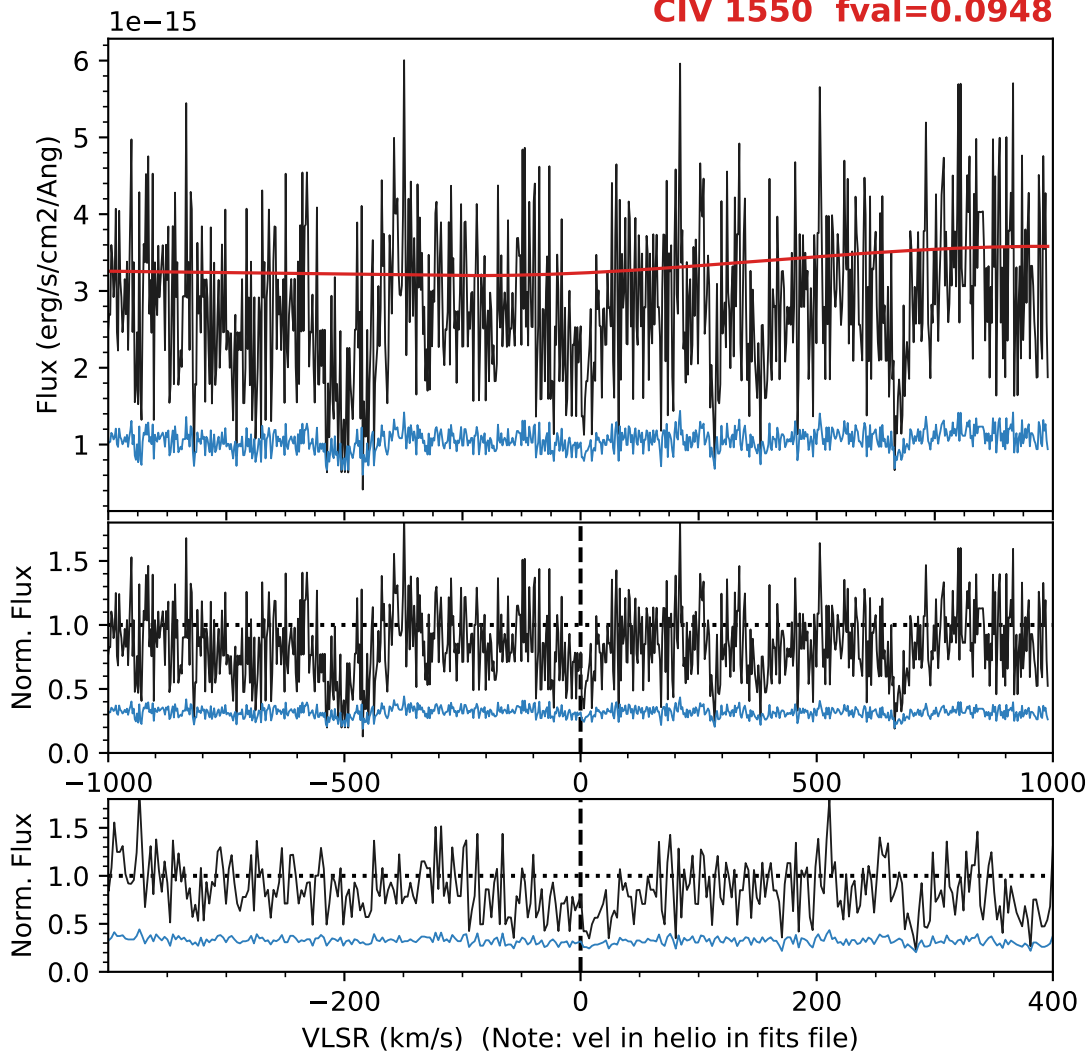 CIV 1550 fval=0.0948
1e−15
6
5
4
3
2
1
Flux (erg/s/cm2/Ang)
1.5
1.0
0.5
0.0
Norm. Flux
−1000 −500 0 500 1000
1.5
1.0
0.5
0.0
Norm. Flux
−200 0 200 400
VLSR (km/s) (Note: vel in helio in fits file)